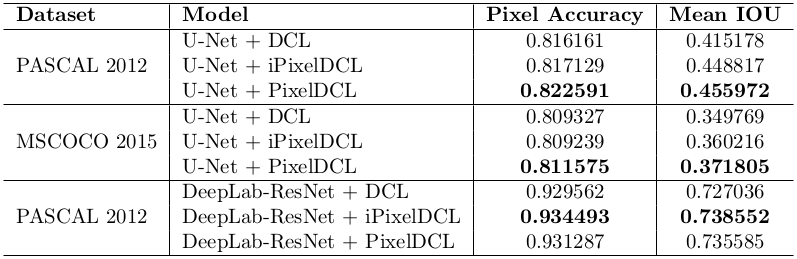 Dataset Model Pixel Accuracy Mean IOU
U-Net + DCL 0.816161 0.415178
PASCAL 2012 U-Net + iPixelDCL 0.817129 0.448817
U-Net + PixelDCL 0.822591 0.455972
U-Net + DCL 0.809327 0.349769
MSCOCO 2015 U-Net + iPixelDCL 0.809239 0.360216
U-Net + PixelDCL 0.811575 0.371805
DeepLab-ResNet + DCL 0.929562 0.727036
PASCAL 2012 DeepLab-ResNet + iPixelDCL 0.934493 0.738552
DeepLab-ResNet + PixelDCL 0.931287 0.735585